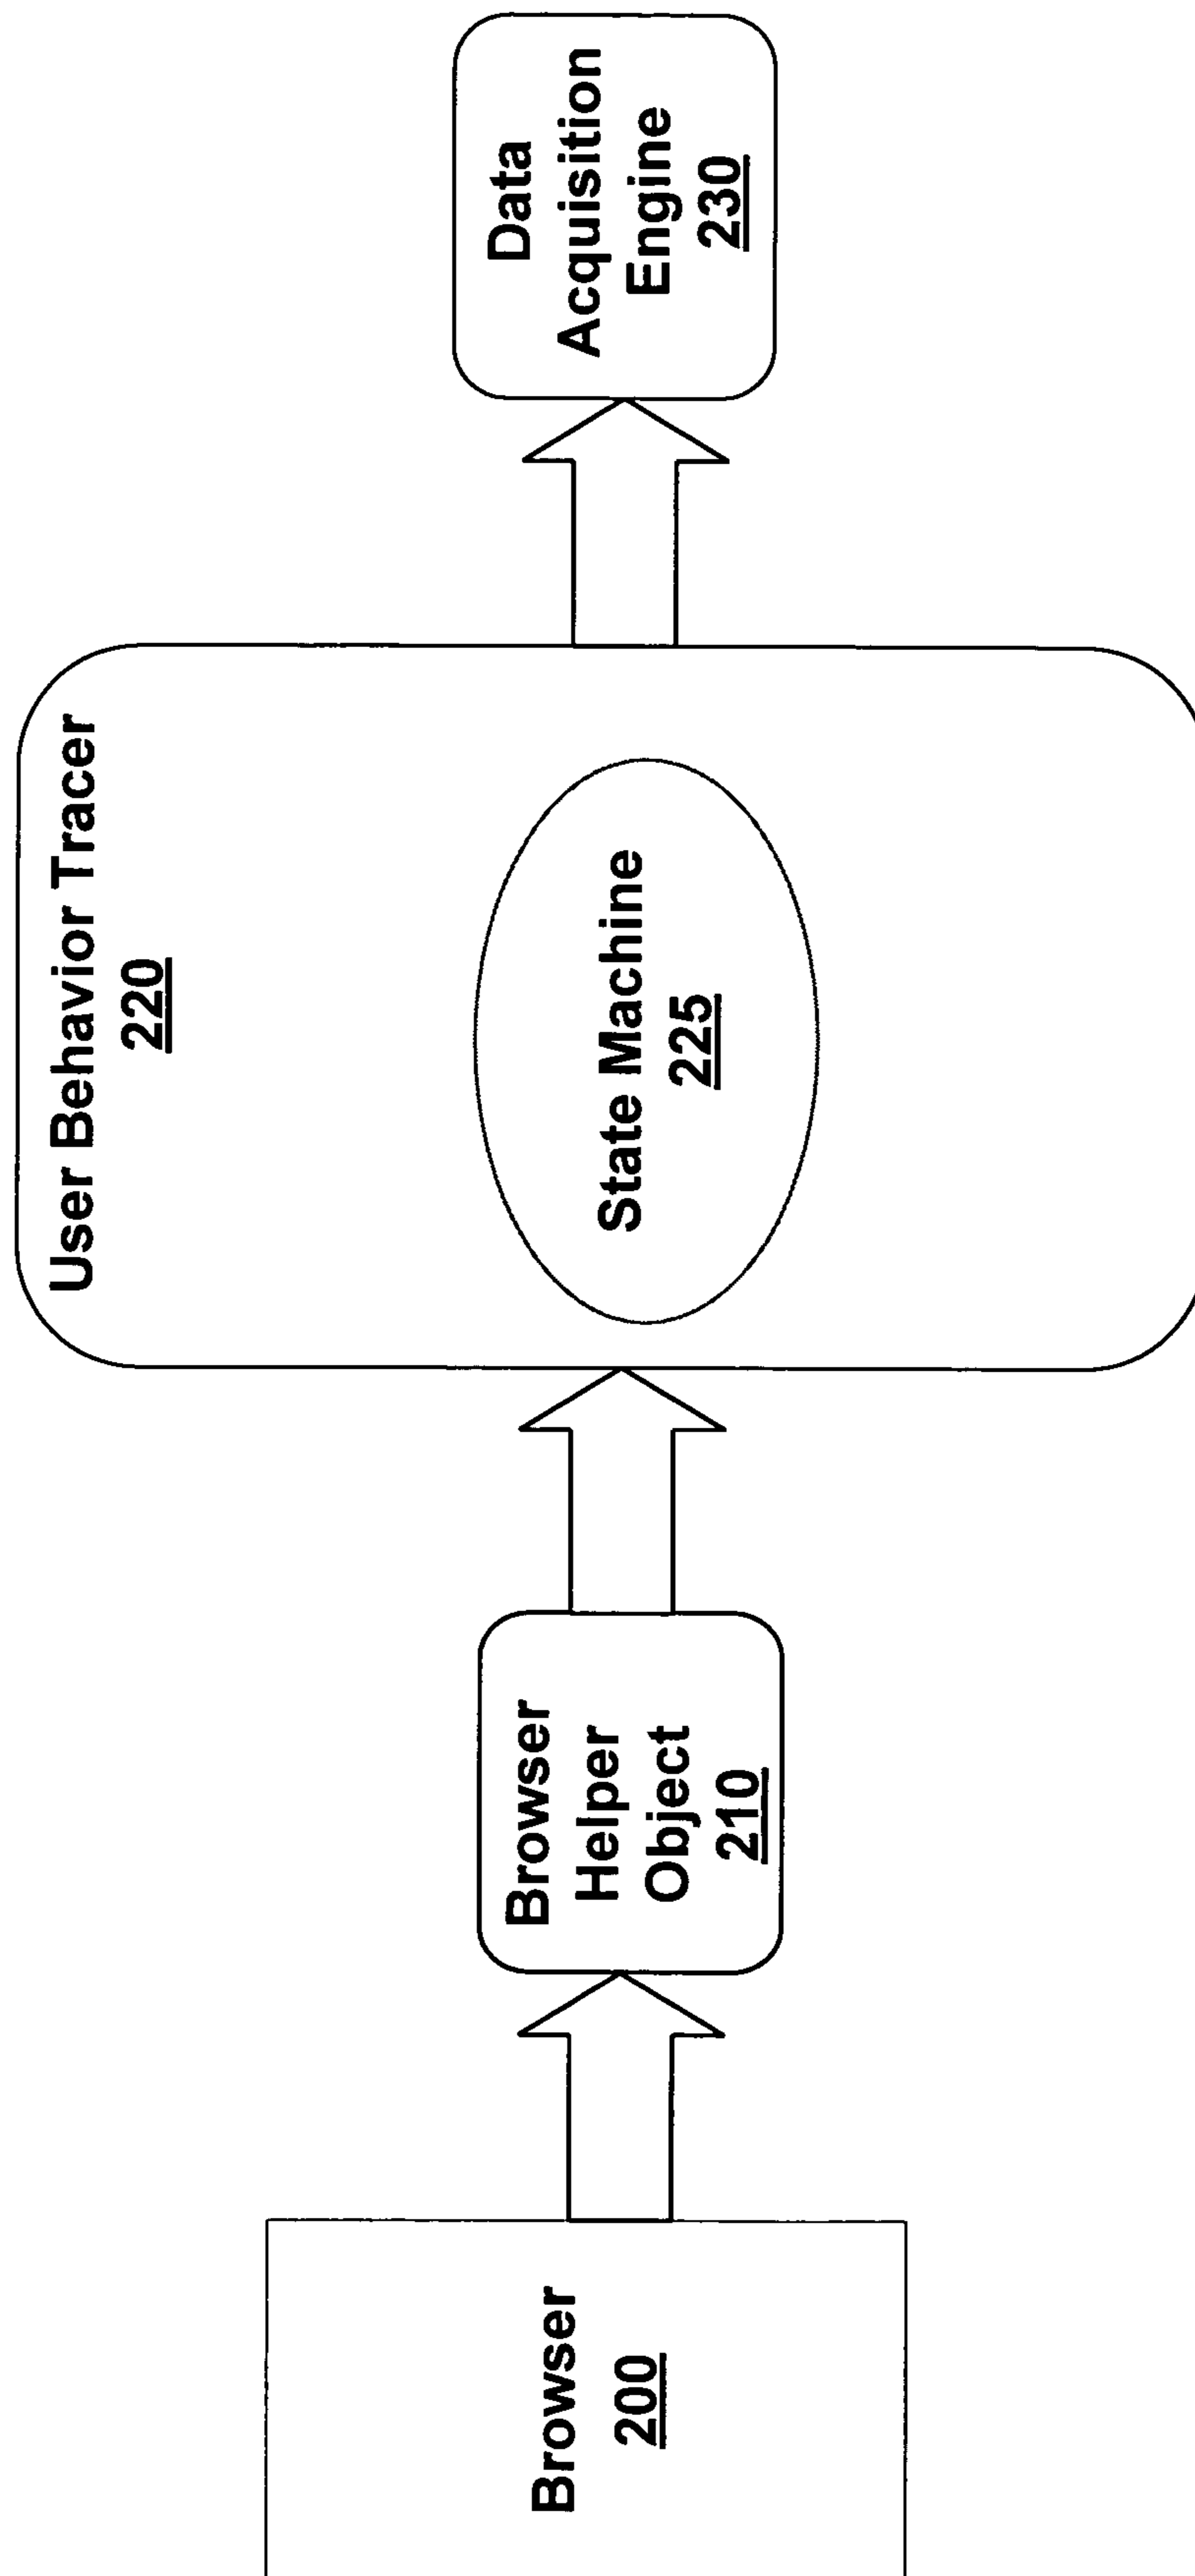 Browser
200
Browser
Helper
Object
210
User Behavior Tracer
220
State Machine
225
Data
Acquisition
Engine
230